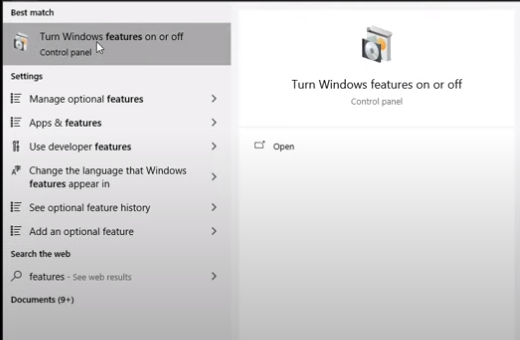 Best match
Turn Windows features on or off
Control panel
Settings
Manage optional features
Apps & features
Use developer features
Change the language that Windows
features appear in
See optional feature history
Add an optional feature
Search the web
features - See web results
Documents (9+)
Turn Windows features on or off
Control panel
Open